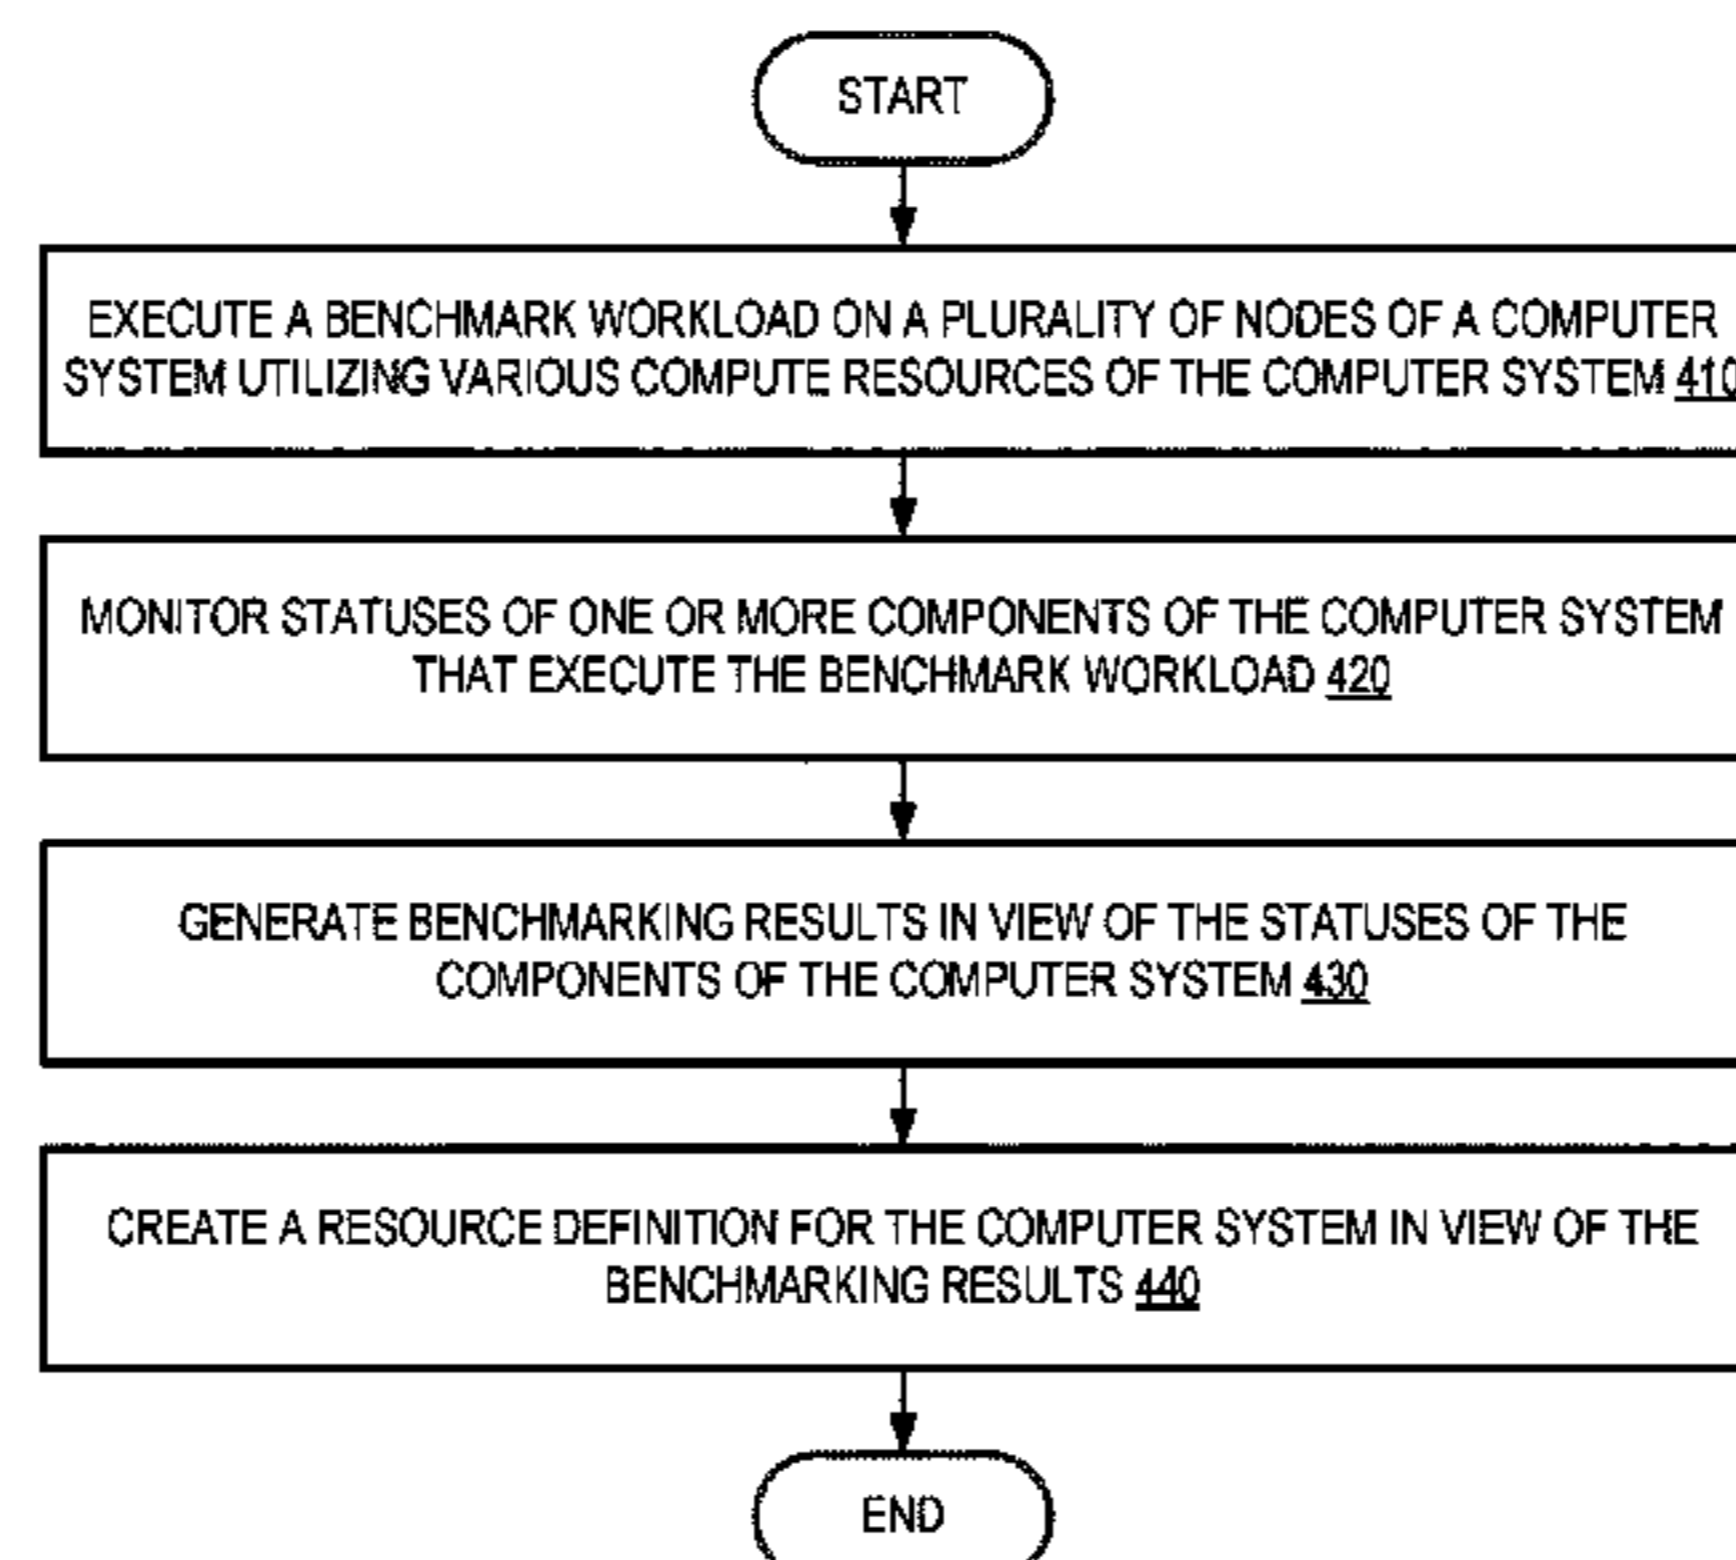 START
EXECUTE A BENCHMARK WORKLOAD ON A PLURALITY OF NODES OF A COMPUTER
SYSTEM UTILIZING VARIOUS COMPUTE RESOURCES OF THE COMPUTER SYSTEM 410
MONITOR STATUSES OF ONE OR MORE COMPONENTS OF THE COMPUTER SYSTEM
THAT EXECUTE THE BENCHMARK WORKLOAD 420
GENERATE BENCHMARKING RESULTS IN VIEW OF THE STATUSES OF THE
COMPONENTS OF THE COMPUTER SYSTEM 430
CREATE A RESOURCE DEFINITION FOR THE COMPUTER SYSTEM IN VIEW OF THE
BENCHMARKING RESULTS 440
END